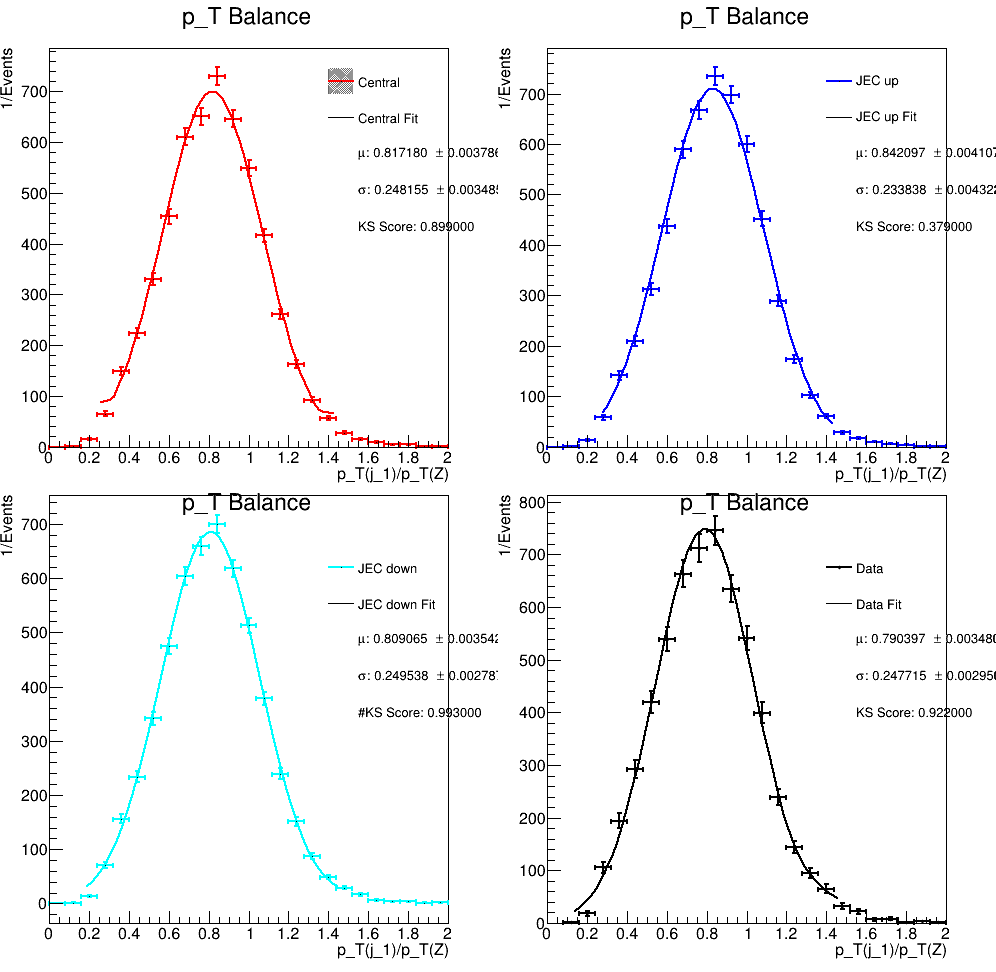 p_T Balance
1/Events
700
600
500
400
300
200
100
0
0 0.2 0.4 0.6 0.8 1 1.2 1.4 1.6 1.8 2
p_T(j_1)/p_T(Z)
Central
Central Fit
μ: 0.817180 ± 0.003786
σ: 0.248155 ± 0.003485
KS Score: 0.899000
p_T Balance
1/Events
700
600
500
400
300
200
100
0
0 0.2 0.4 0.6 0.8 1 1.2 1.4 1.6 1.8 2
p_T(j_1)/p_T(Z)
JEC up
JEC up Fit
μ: 0.842097 ± 0.004107
σ: 0.233838 ± 0.004322
KS Score: 0.379000
p_T Balance
1/Events
700
600
500
400
300
200
100
0
0 0.2 0.4 0.6 0.8 1 1.2 1.4 1.6 1.8 2
p_T(j_1)/p_T(Z)
JEC down
JEC down Fit
μ: 0.809065 ± 0.003542
σ: 0.249538 ± 0.002787
#KS Score: 0.993000
p_T Balance
1/Events
800
700
600
500
400
300
200
100
0
0 0.2 0.4 0.6 0.8 1 1.2 1.4 1.6 1.8 2
p_T(j_1)/p_T(Z)
Data
Data Fit
μ: 0.790397 ± 0.003480
σ: 0.247715 ± 0.002950
KS Score: 0.922000